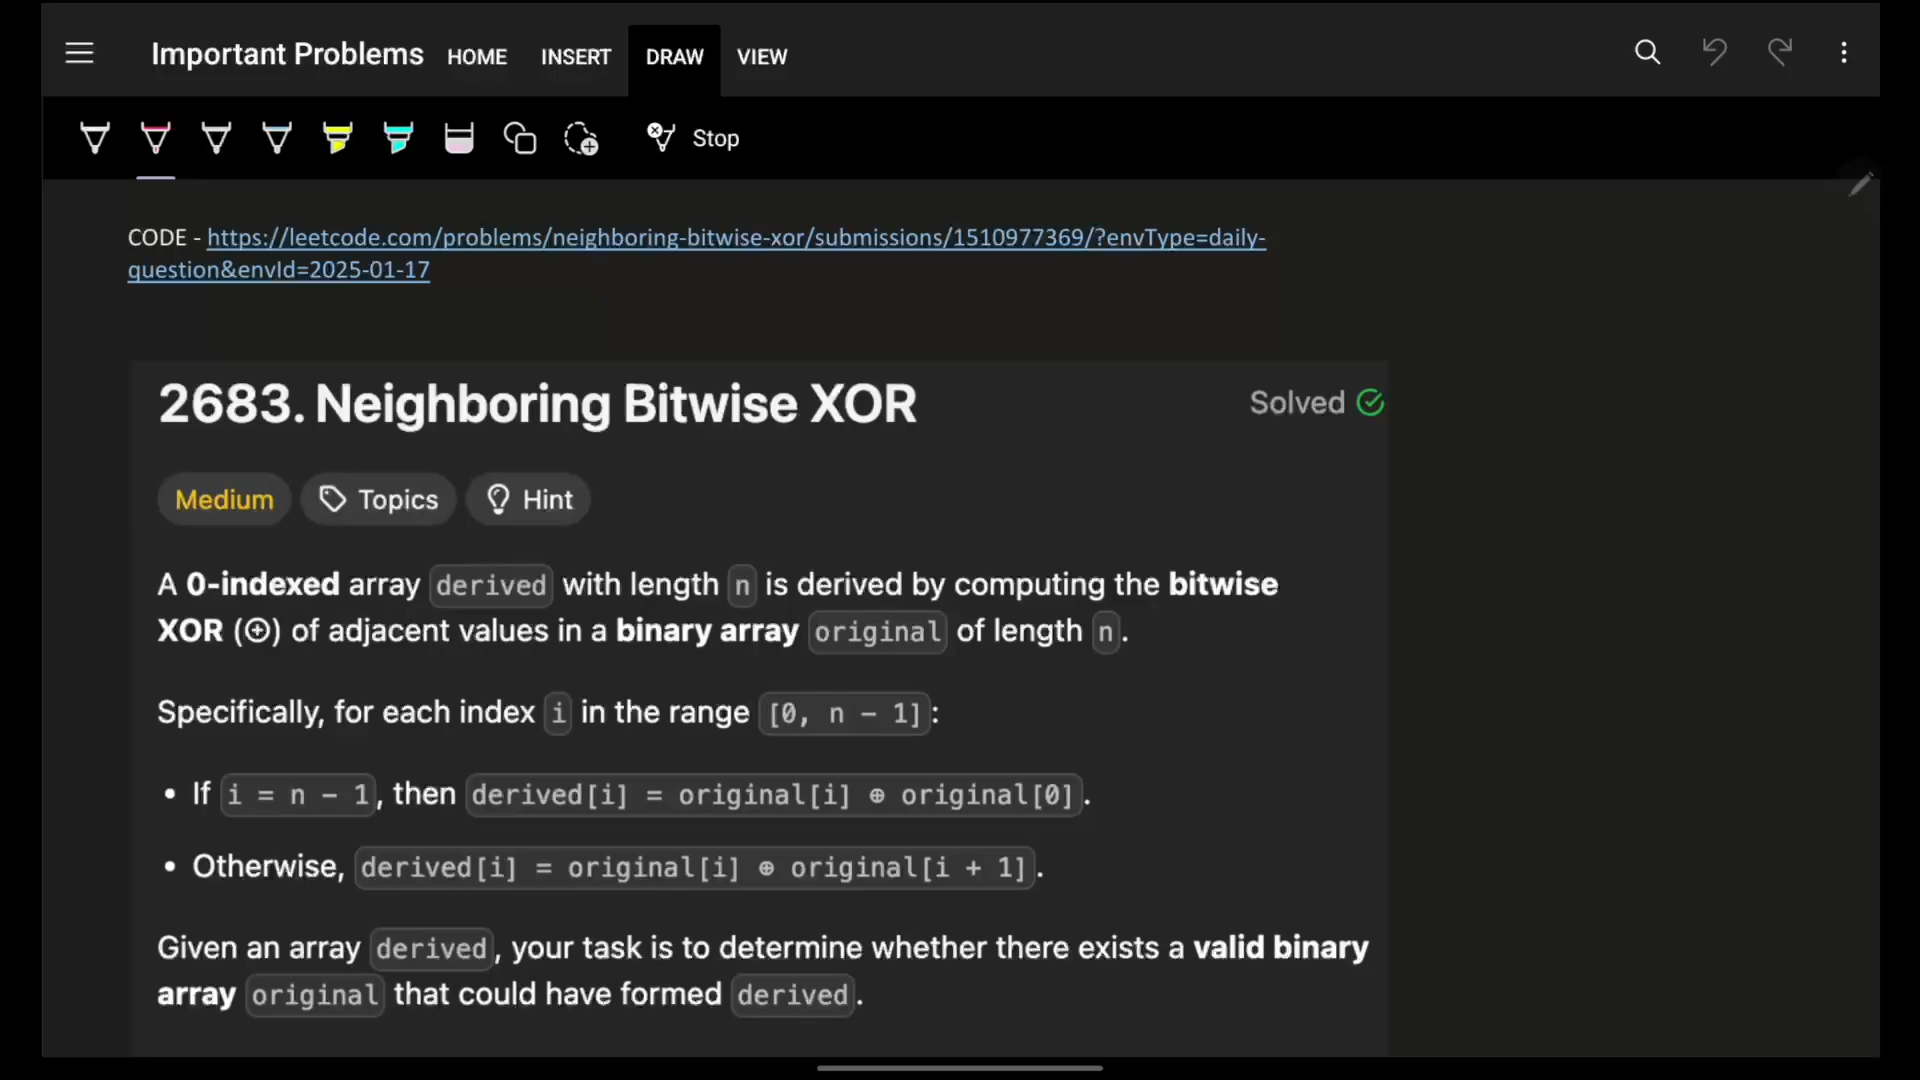 Important Problems HOME INSERT DRAW VIEW
Stop
CODE - https://leetcode.com/problems/neighboring-bitwise-xor/submissions/1510977369/?envType=daily-
question&envId=2025-01-17
2683. Neighboring Bitwise XOR Solved
Medium Topics Hint
A 0-indexed array derived with length n is derived by computing the bitwise
XOR (⊕) of adjacent values in a binary array original of length n.
Specifically, for each index i in the range [0, n - 1]:
• If i = n - 1, then derived[i] = original[i] ⊕ original[0].
• Otherwise, derived[i] = original[i] ⊕ original[i + 1].
Given an array derived, your task is to determine whether there exists a valid binary
array original that could have formed derived.